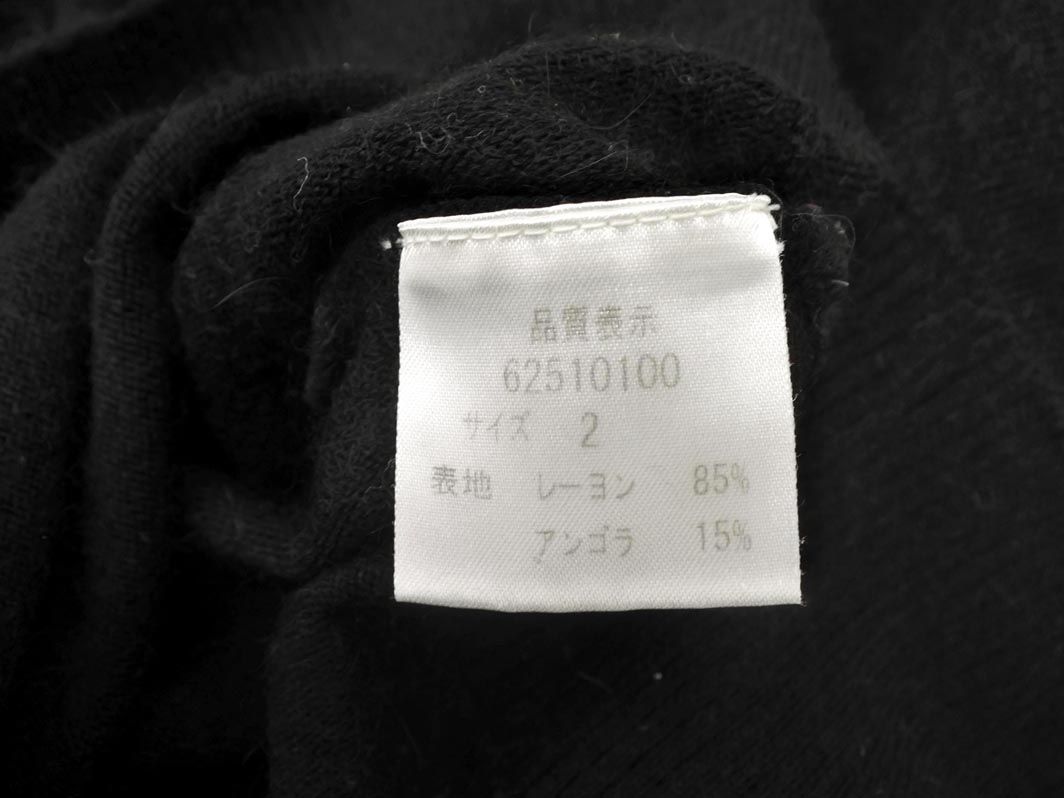 品質表示
62510100
サイズ 2
表地 レーヨン 85%
アンゴラ 15%